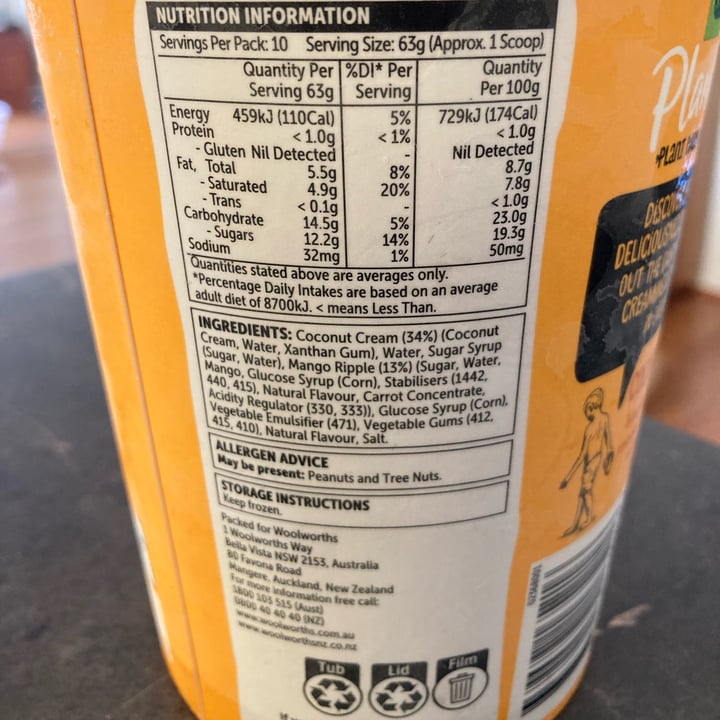 NUTRITION INFORMATION
Servings Per Pack: 10 Serving Size: 63g (Approx. 1 Scoop)
Quantity Per Serving 63g %DI* Per Serving Quantity Per 100g
Energy 459kJ (110Cal) 5% 729kJ (174Cal)
Protein < 1.0g < 1% < 1.0g
- Gluten Nil Detected - Nil Detected
Fat, Total 5.5g 8% 8.7g
- Saturated 4.9g 20% 7.8g
- Trans < 0.1g - < 1.0g
Carbohydrate 14.5g 5% 23.0g
- Sugars 12.2g 14% 19.3g
Sodium 32mg 1% 50mg
Quantities stated above are averages only.
*Percentage Daily Intakes are based on an average
adult diet of 8700kJ. < means Less Than.
INGREDIENTS: Coconut Cream (34%) (Coconut
Cream, Water, Xanthan Gum), Water, Sugar Syrup
(Sugar, Water), Mango Ripple (13%) (Sugar, Water,
Mango, Glucose Syrup (Corn), Stabilisers (1442,
440, 415), Natural Flavour, Carrot Concentrate,
Acidity Regulator (330, 333)), Glucose Syrup (Corn),
Vegetable Emulsifier (471), Vegetable Gums (412,
415, 410), Natural Flavour, Salt.
ALLERGEN ADVICE
May be present: Peanuts and Tree Nuts.
STORAGE INSTRUCTIONS
Keep frozen.
Packed for Woolworths
1 Woolworths Way
Bella Vista NSW 2153, Australia
80 Favona Road
Mangere, Auckland, New Zealand
For more information free call:
1800 103 515 (Aust)
0800 40 40 40 (NZ)
www.woolworths.com.au
www.woolworthsnz.co.nz
Tub Lid Film
PLANT
OUT THE